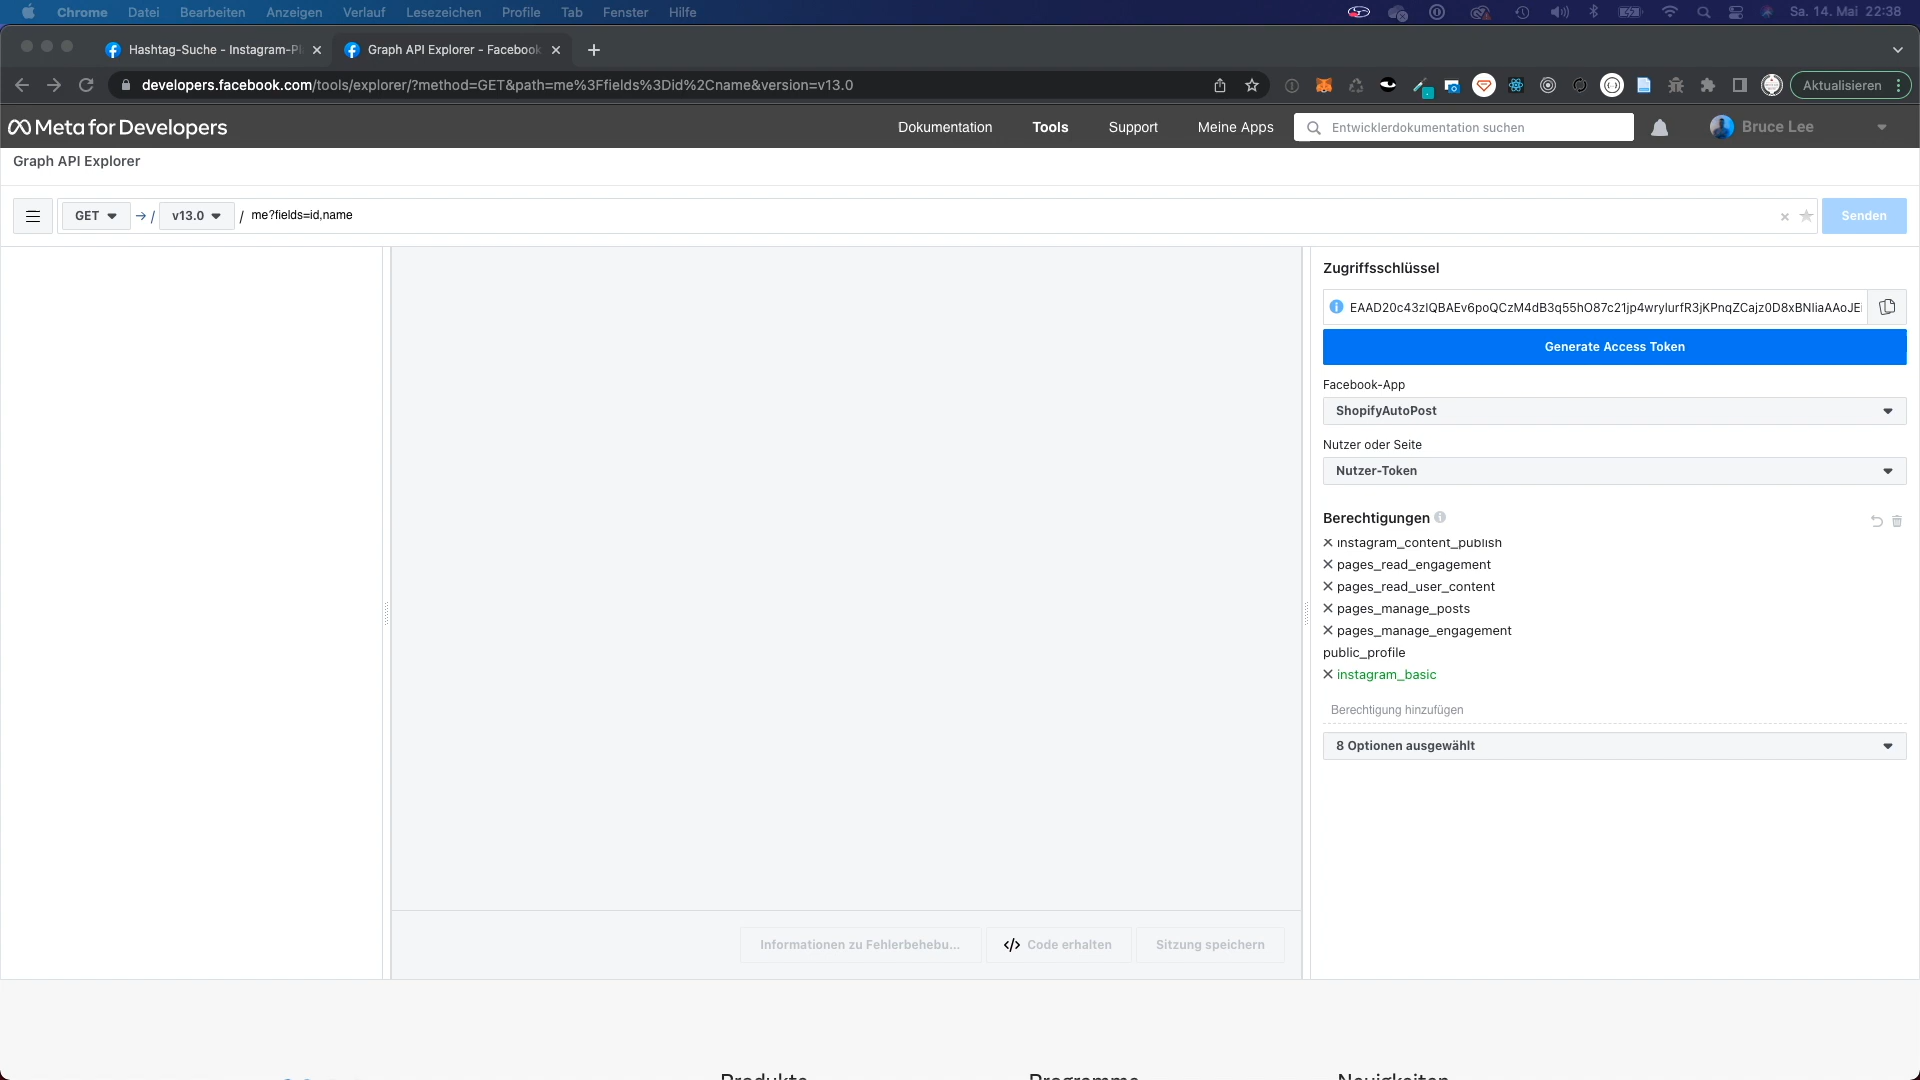 Chrome Datei Bearbeiten Anzeigen Verlauf Lesezeichen Profile Tab Fenster Hilfe Sa. 14. Mai 22:38
Hashtag-Suche - Instagram-Pl
Graph API Explorer - Facebook
developers.facebook.com/tools/explorer/?method=GET&path=me%3Ffields%3Did%2Cname&version=v13.0
Aktualisieren
Meta for Developers
Dokumentation Tools Support Meine Apps Entwicklerdokumentation suchen Bruce Lee
Graph API Explorer
GET / v13.0 / me?fields=id,name Senden
Zugriffsschlüssel
Generate Access Token
Facebook-App
ShopifyAutoPost
Nutzer oder Seite
Nutzer-Token
Berechtigungen
instagram_content_publish
pages_read_engagement
pages_read_user_content
pages_manage_posts
pages_manage_engagement
public_profile
instagram_basic
Berechtigung hinzufügen
8 Optionen ausgewählt
Informationen zu Fehlerbehebu... </> Code erhalten Sitzung speichern
Produkte Programme Neuigkeiten